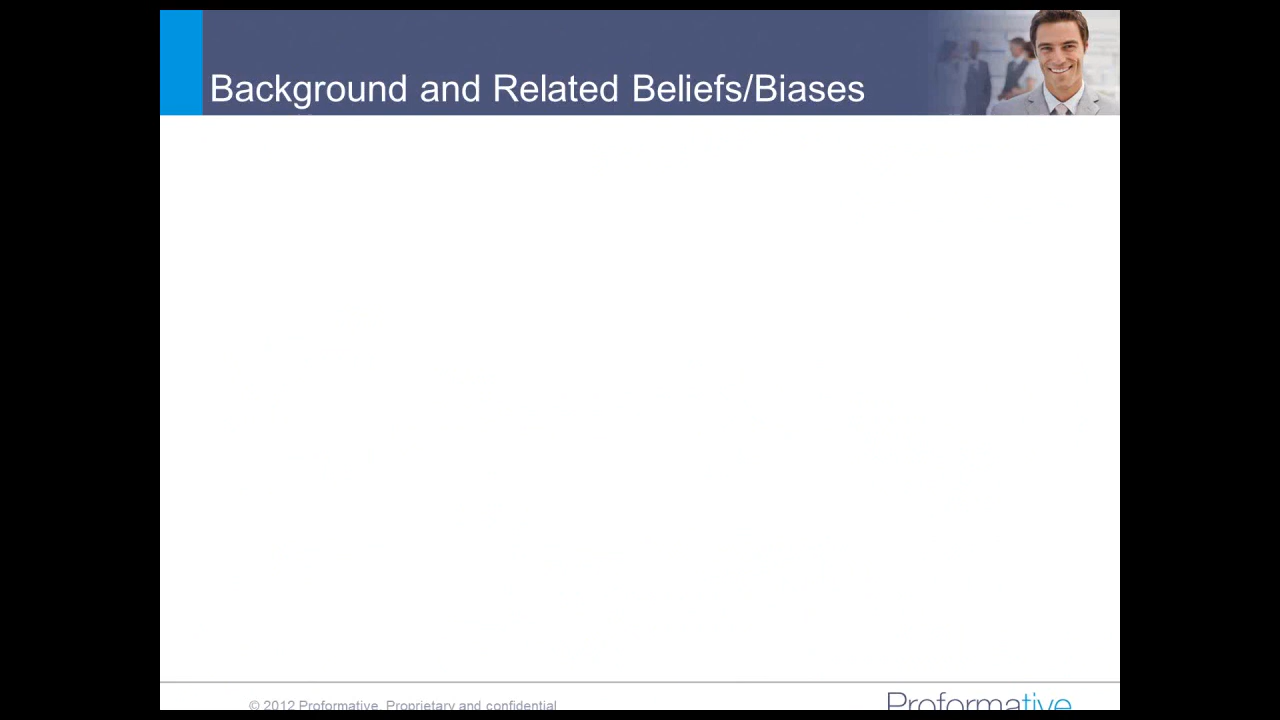 Background and Related Beliefs/Biases
© 2012 Proformative. Proprietary and confidential
Proformative